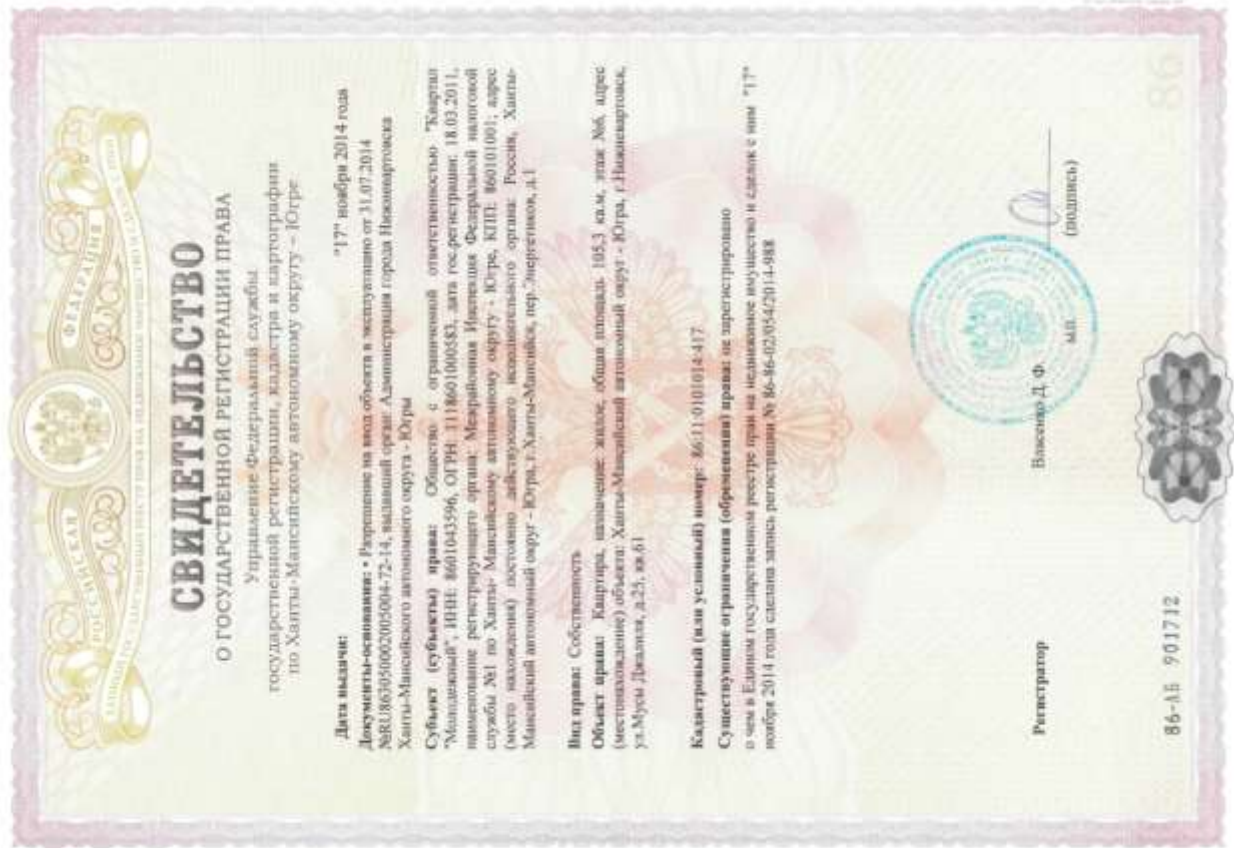 РОССИЙСКАЯ ФЕДЕРАЦИЯ
СВИДЕТЕЛЬСТВО
О ГОСУДАРСТВЕННОЙ РЕГИСТРАЦИИ ПРАВА
Управление Федеральной службы
государственной регистрации, кадастра и картографии
по Ханты-Мансийскому автономному округу – Югре
Дата выдачи: "17" ноября 2014 года
Документы-основания: • Разрешение на ввод объекта в эксплуатацию от 31.07.2014
№RU863050002005004-72-14, выдавший орган: Администрация города Нижневартовска
Ханты-Мансийского автономного округа - Югры
Субъект (субъекты) права: Общество с ограниченной ответственностью "Квартал
"Молодежный", ИНН: 8601043596, ОГРН: 1118601000583, дата гос.регистрации: 18.03.2011,
наименование регистрирующего органа: Межрайонная Инспекция Федеральной налоговой
службы №1 по Ханты- Мансийскому автономному округу - Югре, КПП: 860101001; адрес
(место нахождения) постоянно действующего исполнительного органа: Россия, Ханты-
Мансийский автономный округ - Югра, г.Ханты-Мансийск, пер.Энергетиков, д.1
Вид права: Собственность
Объект права: Квартира, назначение: жилое, общая площадь 105,3 кв.м, этаж №6, адрес
(местонахождение) объекта: Ханты-Мансийский автономный округ - Югра, г.Нижневартовск,
ул.Мусы Джалиля, д.25, кв.61
Кадастровый (или условный) номер: 86:11:0101014:417
Существующие ограничения (обременения) права: не зарегистрировано
о чем в Едином государственном реестре прав на недвижимое имущество и сделок с ним "17"
ноября 2014 года сделана запись регистрации № 86-86-02/054/2014-988
Регистратор Власенко Д. Ф.
м.п. (подпись)
86-АБ 901712
86